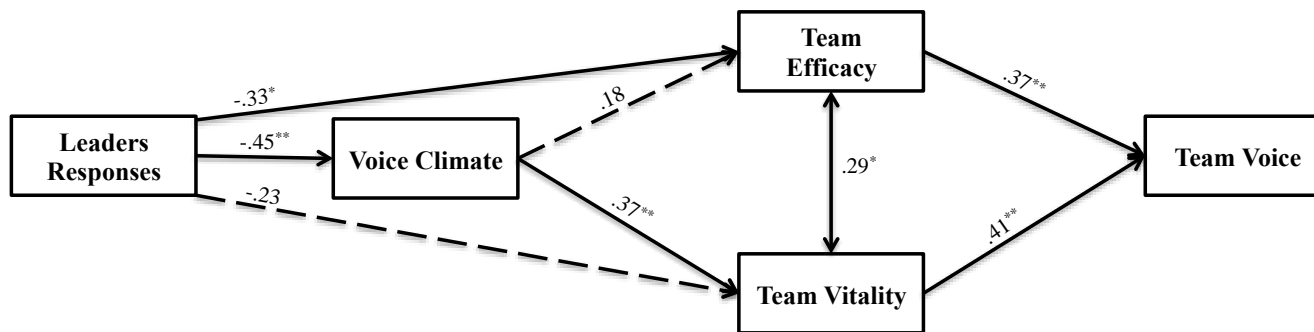 Leaders
Responses
-.33*
-.45**
-.23
Voice Climate
.18
.37**
Team
Efficacy
.29*
Team Vitality
.37**
.41**
Team Voice